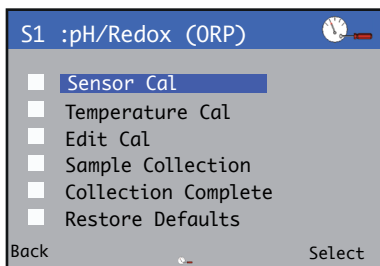 S1 :pH/Redox (ORP)
Sensor Cal
Temperature Cal
Edit Cal
Sample Collection
Collection Complete
Restore Defaults
Back Select